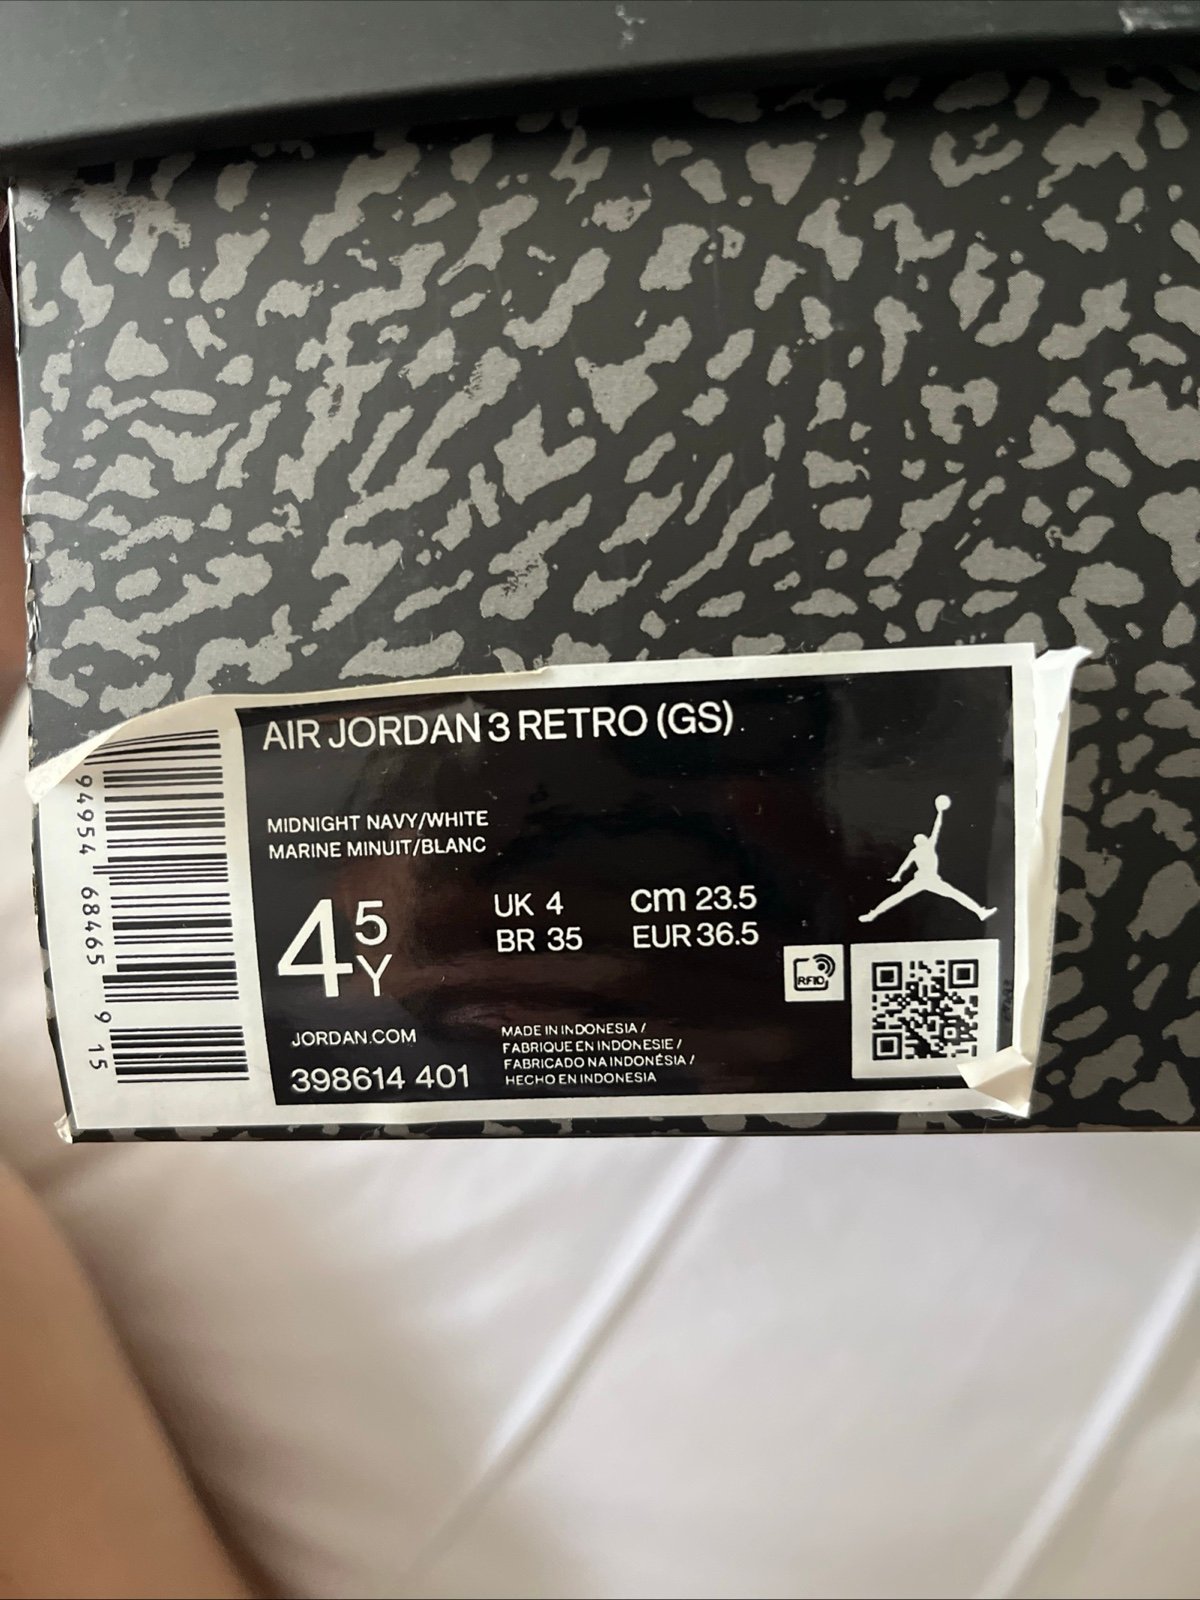 AIR JORDAN 3 RETRO (GS)
MIDNIGHT NAVY/WHITE
MARINE MINUIT/BLANC
4 5Y
UK 4
BR 35
cm 23.5
EUR 36.5
RFID
JORDAN.COM
398614 401
MADE IN INDONESIA /
FABRIQUE EN INDONESIE /
FABRICADO NA INDONÉSIA /
HECHO EN INDONESIA
94954 68465 9 15